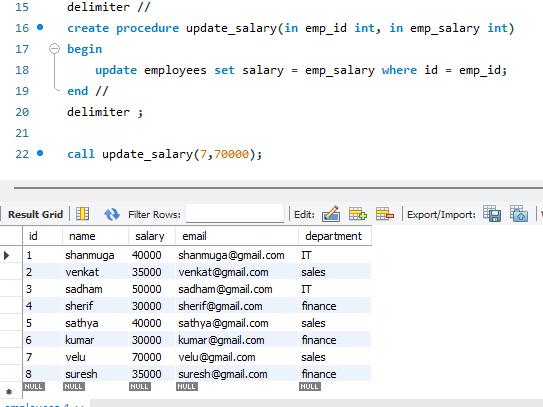 15 delimiter //
16 create procedure update_salary(in emp_id int, in emp_salary int)
17 begin
18 update employees set salary = emp_salary where id = emp_id;
19 end //
20 delimiter ;
21
22 call update_salary(7,70000);
Result Grid Filter Rows: Edit: Export/Import:
id name salary email department
1 shanmuga 40000 shanmuga@gmail.com IT
2 venkat 35000 venkat@gmail.com sales
3 sadham 50000 sadham@gmail.com IT
4 sherif 30000 sherif@gmail.com finance
5 sathya 40000 sathya@gmail.com sales
6 kumar 30000 kumar@gmail.com finance
7 velu 70000 velu@gmail.com sales
8 suresh 35000 suresh@gmail.com finance
NULL NULL NULL NULL NULL